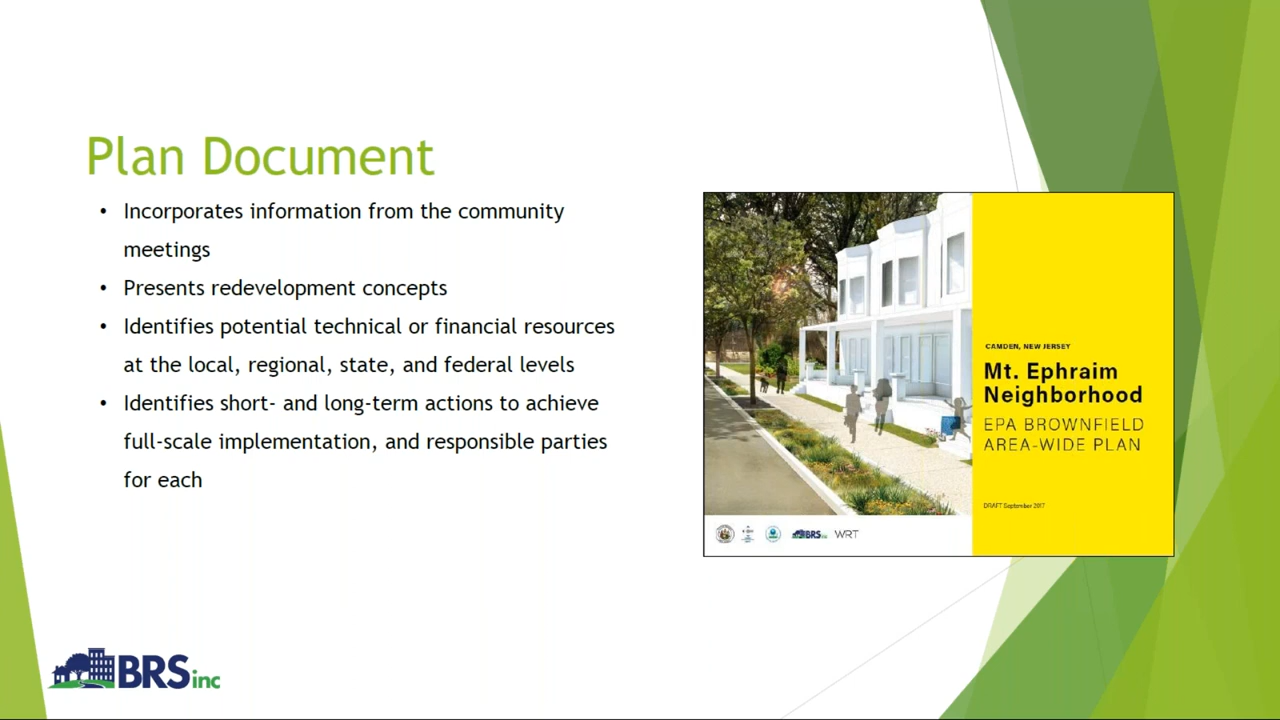 Plan Document
• Incorporates information from the community
meetings
• Presents redevelopment concepts
• Identifies potential technical or financial resources
at the local, regional, state, and federal levels
• Identifies short- and long-term actions to achieve
full-scale implementation, and responsible parties
for each
CAMDEN, NEW JERSEY
Mt. Ephraim
Neighborhood
EPA BROWNFIELD
AREA-WIDE PLAN
DRAFT September 2017
BRS inc WRT
BRS inc